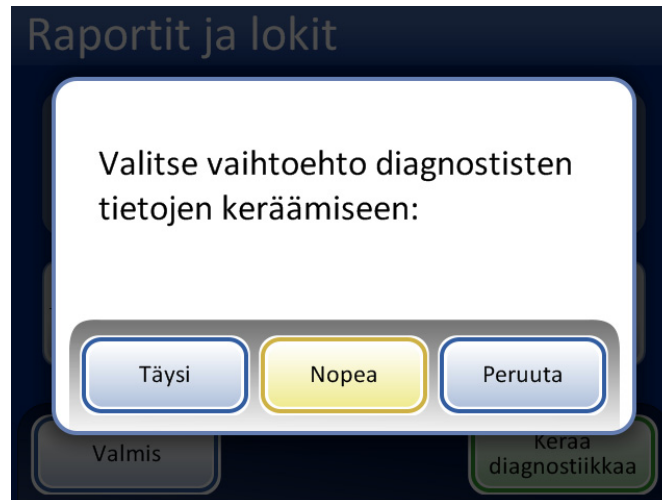 Raportit ja lokit
Valitse vaihtoehto diagnostisten
tietojen keräämiseen:
Täysi
Nopea
Peruuta
Valmis
Kerää
diagnostiikkaa